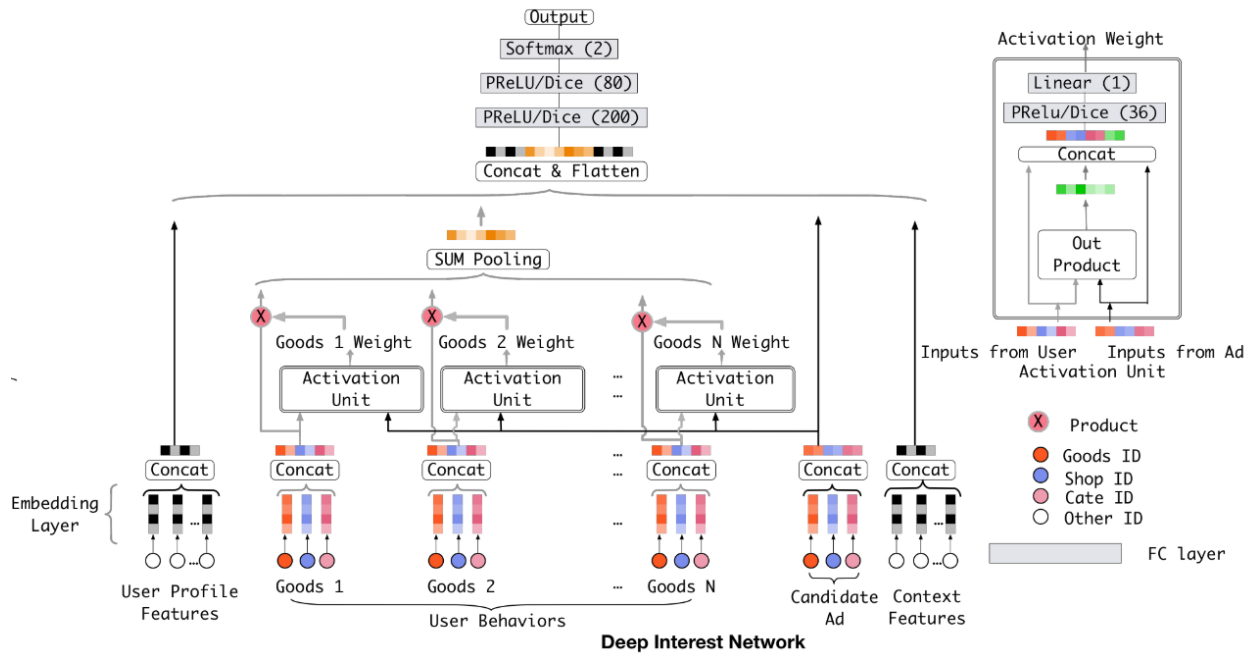 Output
Softmax (2)
PReLU/Dice (80)
PReLU/Dice (200)
Concat & Flatten
SUM Pooling
X
X
X
Goods 1 Weight
Goods 2 Weight
Goods N Weight
Activation
Unit
Activation
Unit
...
...
Activation
Unit
Concat
Concat
Concat
...
...
Concat
Concat
Concat
Embedding
Layer
...
...
...
User Profile
Features
Goods 1
Goods 2
...
Goods N
User Behaviors
Candidate
Ad
Context
Features
Activation Weight
Linear (1)
PRelu/Dice (36)
Concat
Out
Product
Inputs from User
Inputs from Ad
Activation Unit
X
Product
Goods ID
Shop ID
Cate ID
Other ID
FC layer
Deep Interest Network